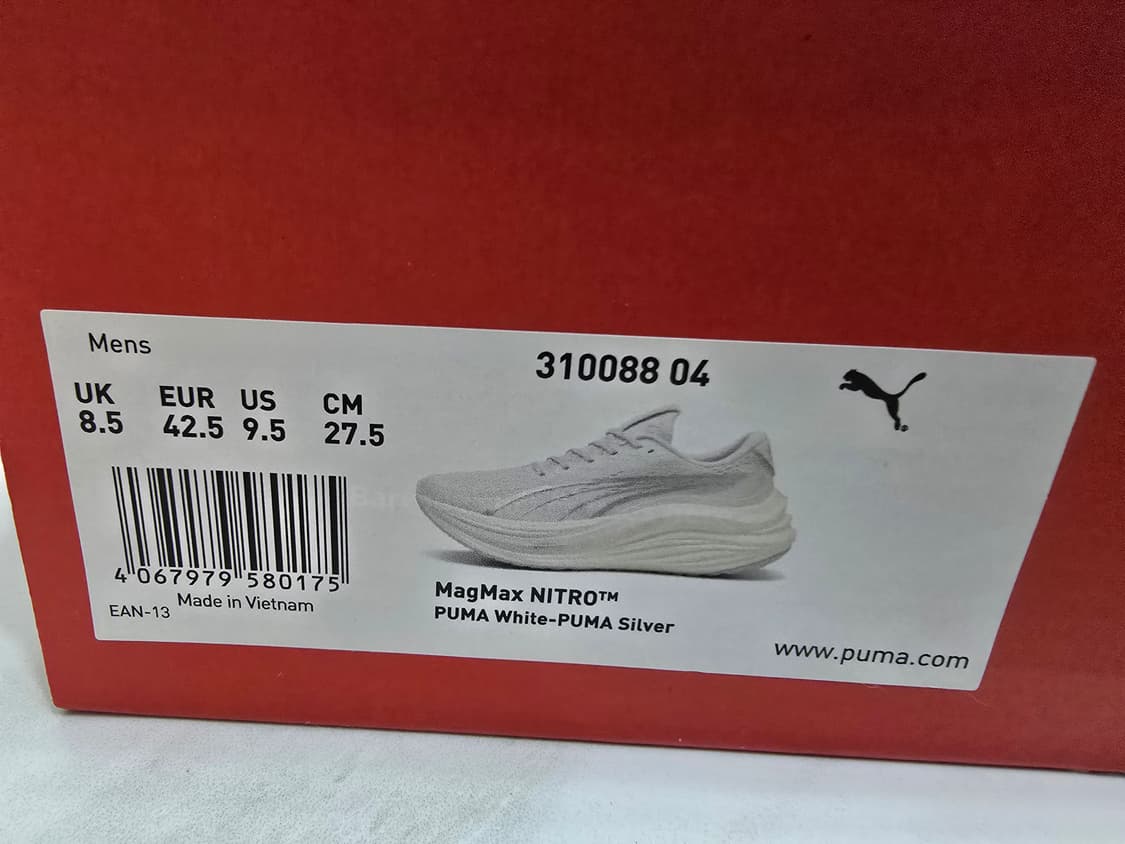 Mens
310088 04
UK EUR US CM
8.5 42.5 9.5 27.5
4 067979 580175
EAN-13 Made in Vietnam
MagMax NITRO™
PUMA White-PUMA Silver
www.puma.com